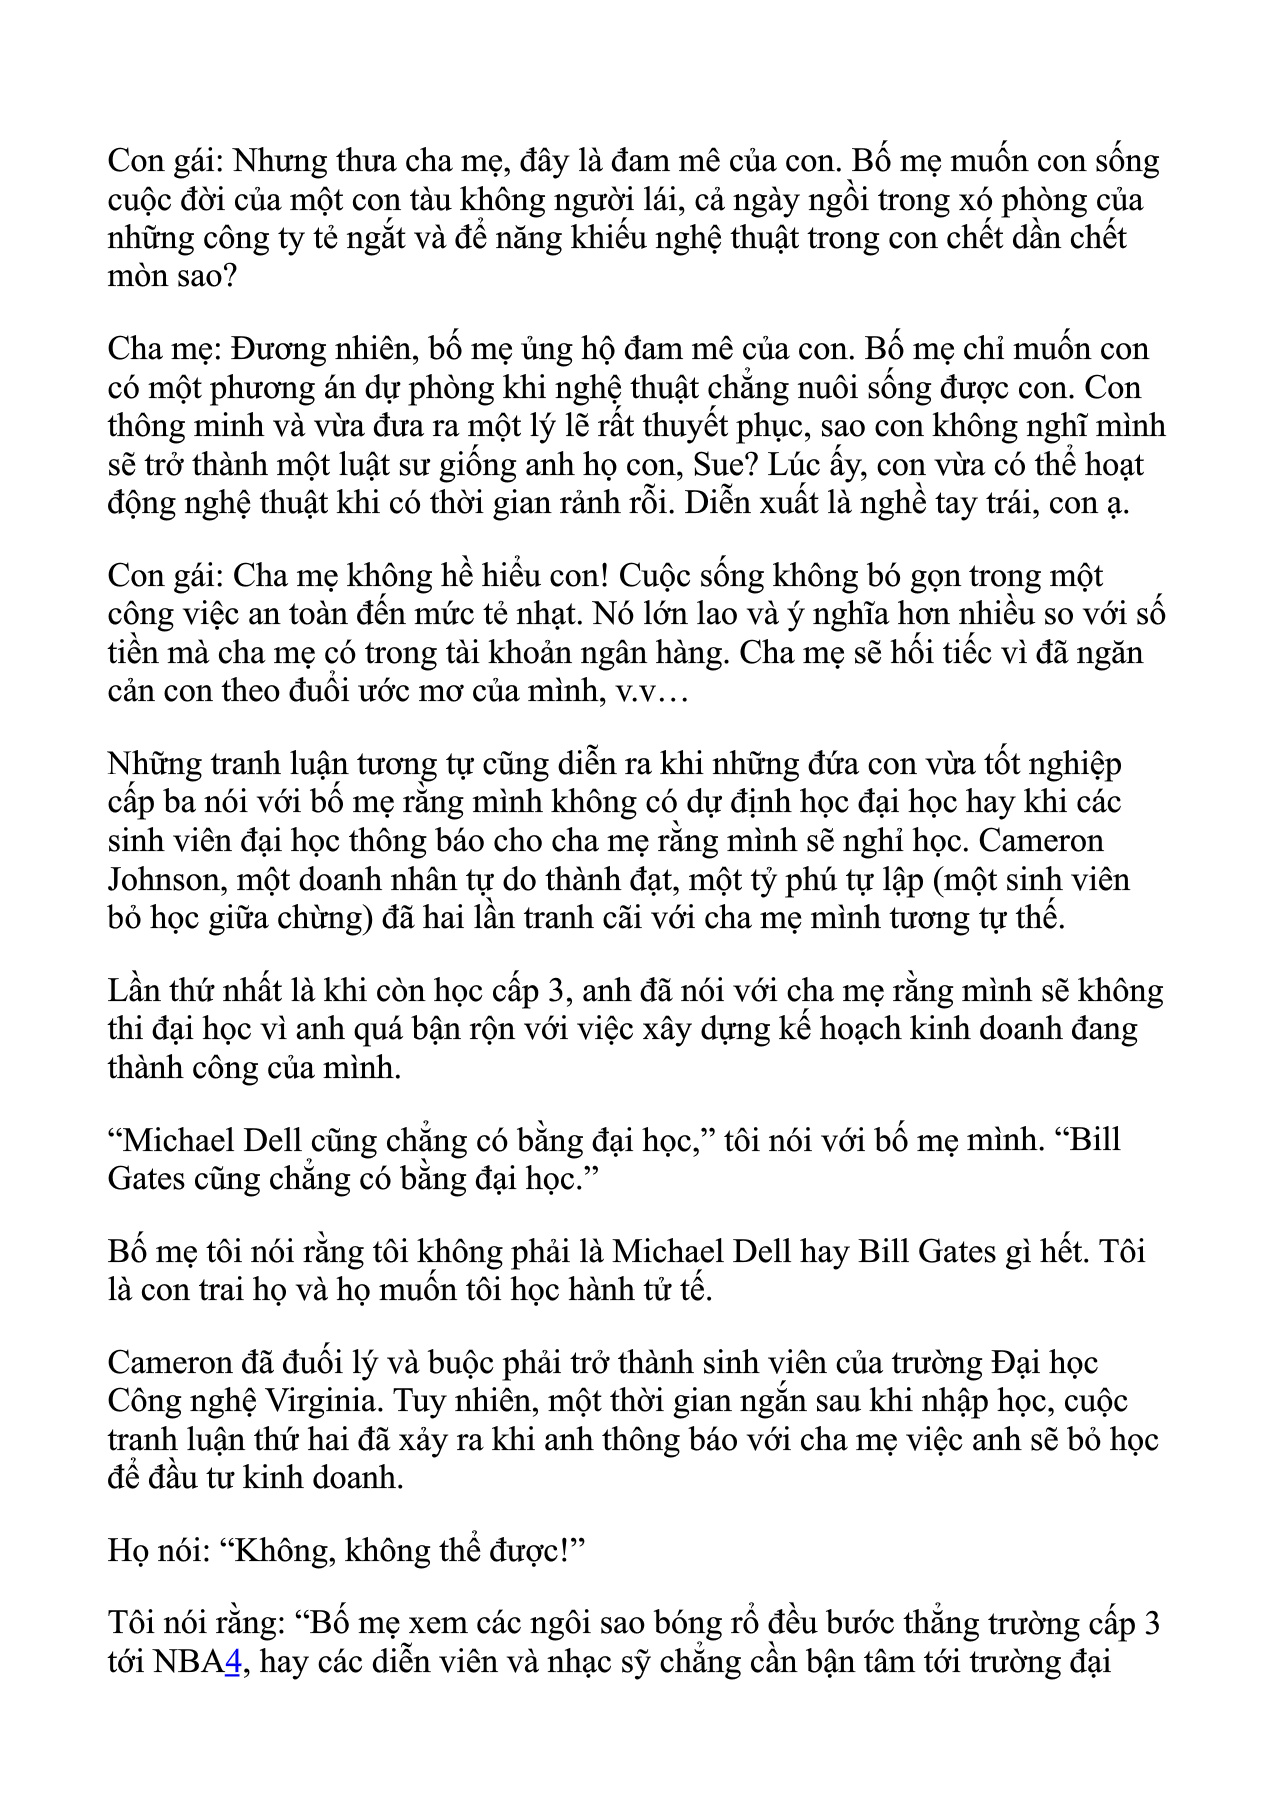 Con gái: Nhưng thưa cha mẹ, đây là đam mê của con. Bố mẹ muốn con sống
cuộc đời của một con tàu không người lái, cả ngày ngồi trong xó phòng của
những công ty tẻ ngắt và để năng khiếu nghệ thuật trong con chết dần chết
mòn sao?
Cha mẹ: Đương nhiên, bố mẹ ủng hộ đam mê của con. Bố mẹ chỉ muốn con
có một phương án dự phòng khi nghệ thuật chẳng nuôi sống được con. Con
thông minh và vừa đưa ra một lý lẽ rất thuyết phục, sao con không nghĩ mình
sẽ trở thành một luật sư giống anh họ con, Sue? Lúc ấy, con vừa có thể hoạt
động nghệ thuật khi có thời gian rảnh rỗi. Diễn xuất là nghề tay trái, con ạ.
Con gái: Cha mẹ không hề hiểu con! Cuộc sống không bó gọn trong một
công việc an toàn đến mức tẻ nhạt. Nó lớn lao và ý nghĩa hơn nhiều so với số
tiền mà cha mẹ có trong tài khoản ngân hàng. Cha mẹ sẽ hối tiếc vì đã ngăn
cản con theo đuổi ước mơ của mình, v.v…
Những tranh luận tương tự cũng diễn ra khi những đứa con vừa tốt nghiệp
cấp ba nói với bố mẹ rằng mình không có dự định học đại học hay khi các
sinh viên đại học thông báo cho cha mẹ rằng mình sẽ nghỉ học. Cameron
Johnson, một doanh nhân tự do thành đạt, một tỷ phú tự lập (một sinh viên
bỏ học giữa chừng) đã hai lần tranh cãi với cha mẹ mình tương tự thế.
Lần thứ nhất là khi còn học cấp 3, anh đã nói với cha mẹ rằng mình sẽ không
thi đại học vì anh quá bận rộn với việc xây dựng kế hoạch kinh doanh đang
thành công của mình.
“Michael Dell cũng chẳng có bằng đại học,” tôi nói với bố mẹ mình. “Bill
Gates cũng chẳng có bằng đại học.”
Bố mẹ tôi nói rằng tôi không phải là Michael Dell hay Bill Gates gì hết. Tôi
là con trai họ và họ muốn tôi học hành tử tế.
Cameron đã đuối lý và buộc phải trở thành sinh viên của trường Đại học
Công nghệ Virginia. Tuy nhiên, một thời gian ngắn sau khi nhập học, cuộc
tranh luận thứ hai đã xảy ra khi anh thông báo với cha mẹ việc anh sẽ bỏ học
để đầu tư kinh doanh.
Họ nói: “Không, không thể được!”
Tôi nói rằng: “Bố mẹ xem các ngôi sao bóng rổ đều bước thẳng trường cấp 3
tới NBA4, hay các diễn viên và nhạc sỹ chẳng cần bận tâm tới trường đại